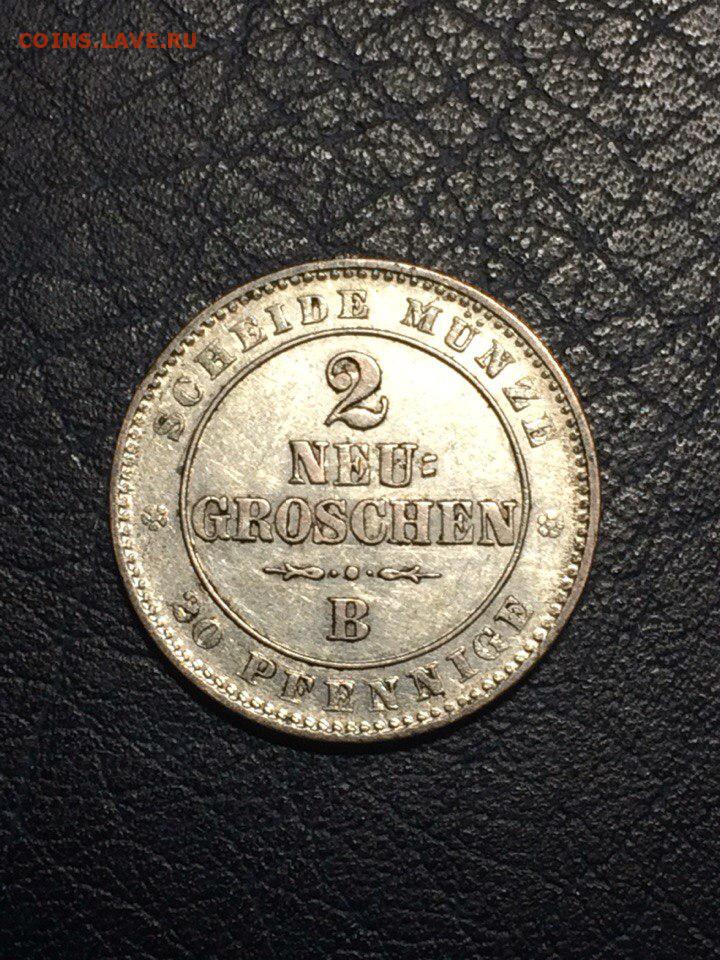 COINS.LAVE.RU
SCHEIDE MÜNZE
2
NEU=
GROSCHEN
B
20 PFENNIGE